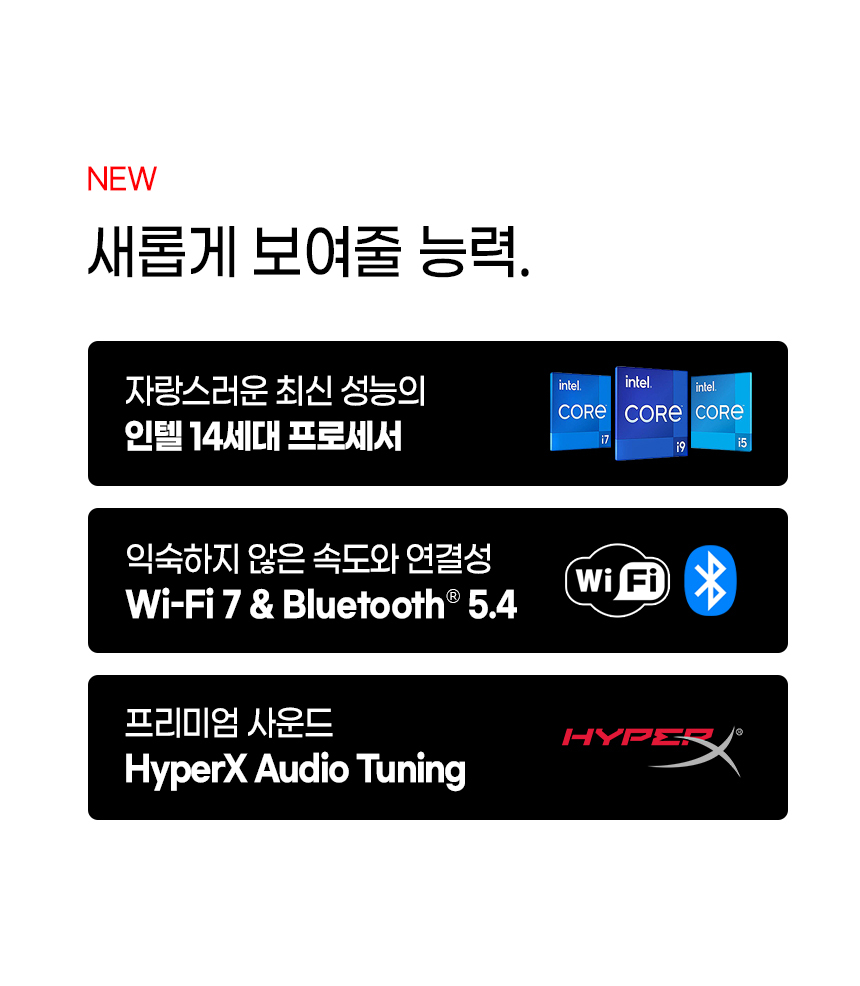 NEW
새롭게 보여줄 능력.
자랑스러운 최신 성능의
인텔 14세대 프로세서
intel.
CORE
i7
intel.
CORE
i9
intel.
CORE
i5
익숙하지 않은 속도와 연결성
Wi-Fi 7 & Bluetooth® 5.4
Wi Fi
프리미엄 사운드
HyperX Audio Tuning
HYPERX®